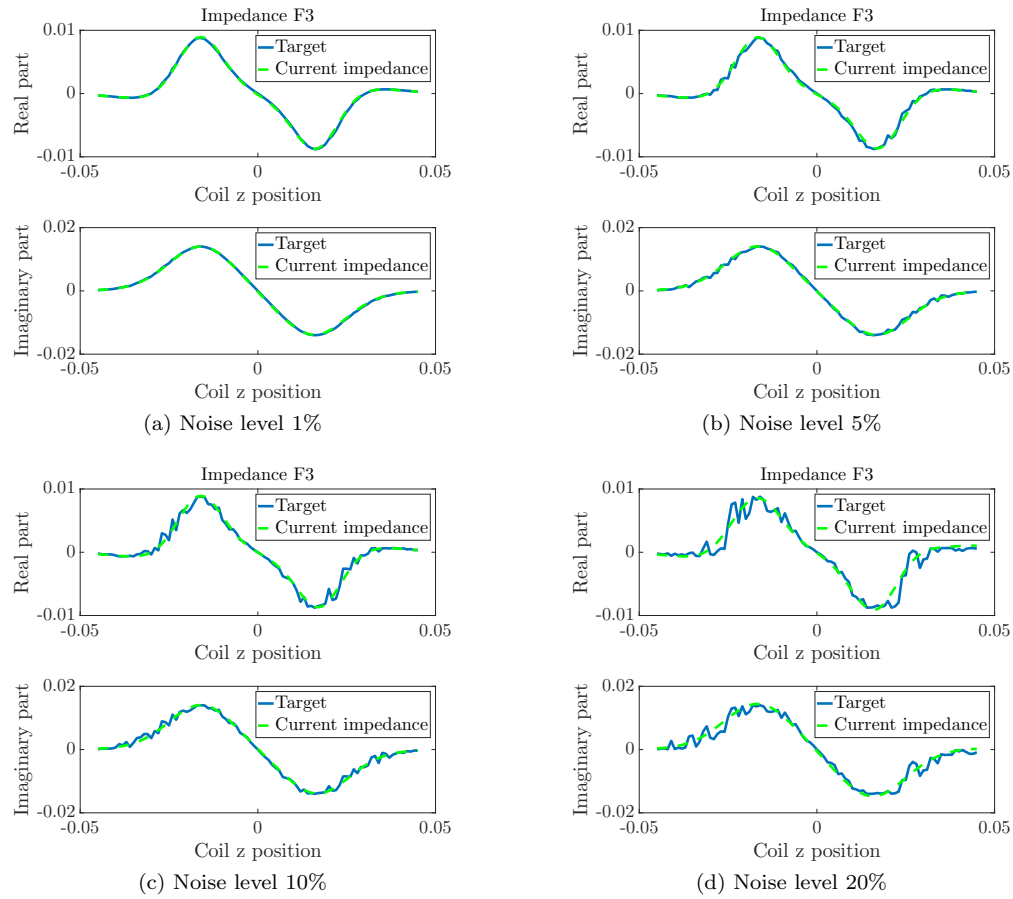 Impedance F3
0.01
0
-0.01
Real part
Target
Current impedance
-0.05
0
0.05
Coil z position
0.02
0
-0.02
Imaginary part
Target
Current impedance
-0.05
0
0.05
Coil z position
(a) Noise level 1%
Impedance F3
0.01
0
-0.01
Real part
Target
Current impedance
-0.05
0
0.05
Coil z position
0.02
0
-0.02
Imaginary part
Target
Current impedance
-0.05
0
0.05
Coil z position
(b) Noise level 5%
Impedance F3
0.01
0
-0.01
Real part
Target
Current impedance
-0.05
0
0.05
Coil z position
0.02
0
-0.02
Imaginary part
Target
Current impedance
-0.05
0
0.05
Coil z position
(c) Noise level 10%
Impedance F3
0.01
0
-0.01
Real part
Target
Current impedance
-0.05
0
0.05
Coil z position
0.02
0
-0.02
Imaginary part
Target
Current impedance
-0.05
0
0.05
Coil z position
(d) Noise level 20%